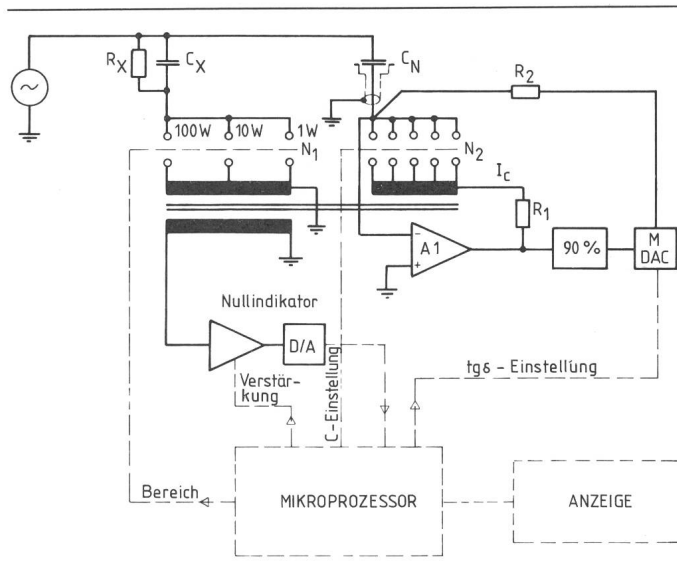 R_X
C_X
C_N
R_2
100W
10W
1W
N_1
N_2
I_c
R_1
A1
−
+
90 %
M
DAC
Nullindikator
D/A
Verstär-
kung
C-Einstellung
tgδ - Einstellung
Bereich
MIKROPROZESSOR
ANZEIGE
~